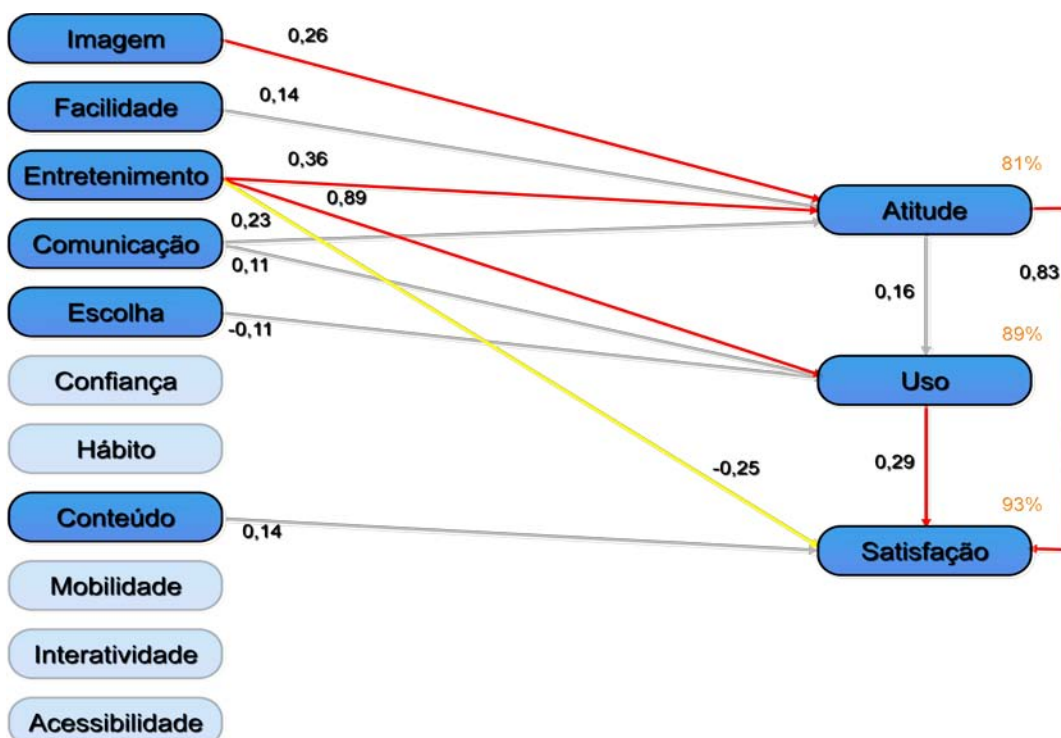 Imagem
0,26
Facilidade
0,14
Entretenimento
0,36
0,89
81%
Atitude
0,23
Comunicação
0,11
0,83
0,16
Escolha
-0,11
89%
Confiança
Uso
Hábito
-0,25
0,29
Conteúdo
0,14
93%
Satisfação
Mobilidade
Interatividade
Acessibilidade